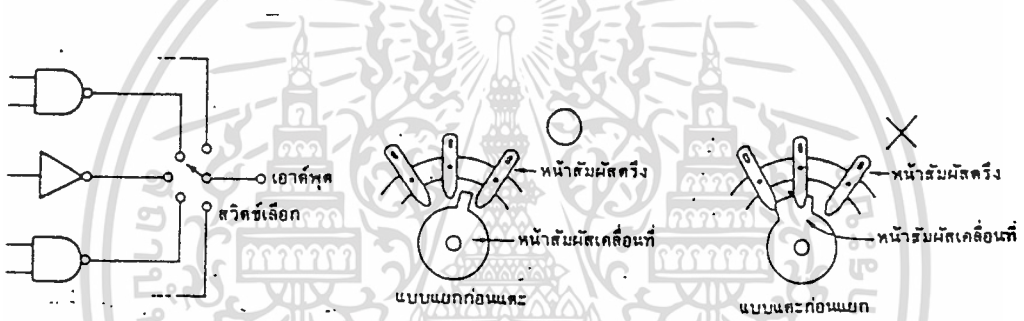 เอาต์พุต
สวิตช์เลือก
หน้าสัมผัสตรึง
หน้าสัมผัสเคลื่อนที่
แบบแยกก่อนแตะ
หน้าสัมผัสตรึง
หน้าสัมผัสเคลื่อนที่
แบบแตะก่อนแยก